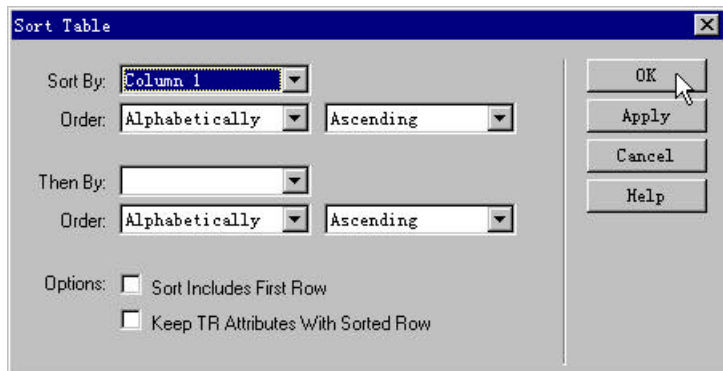 Sort Table
Sort By: Column 1
Order: Alphabetically Ascending
Then By:
Order: Alphabetically Ascending
Options: Sort Includes First Row
Keep TR Attributes With Sorted Row
OK
Apply
Cancel
Help